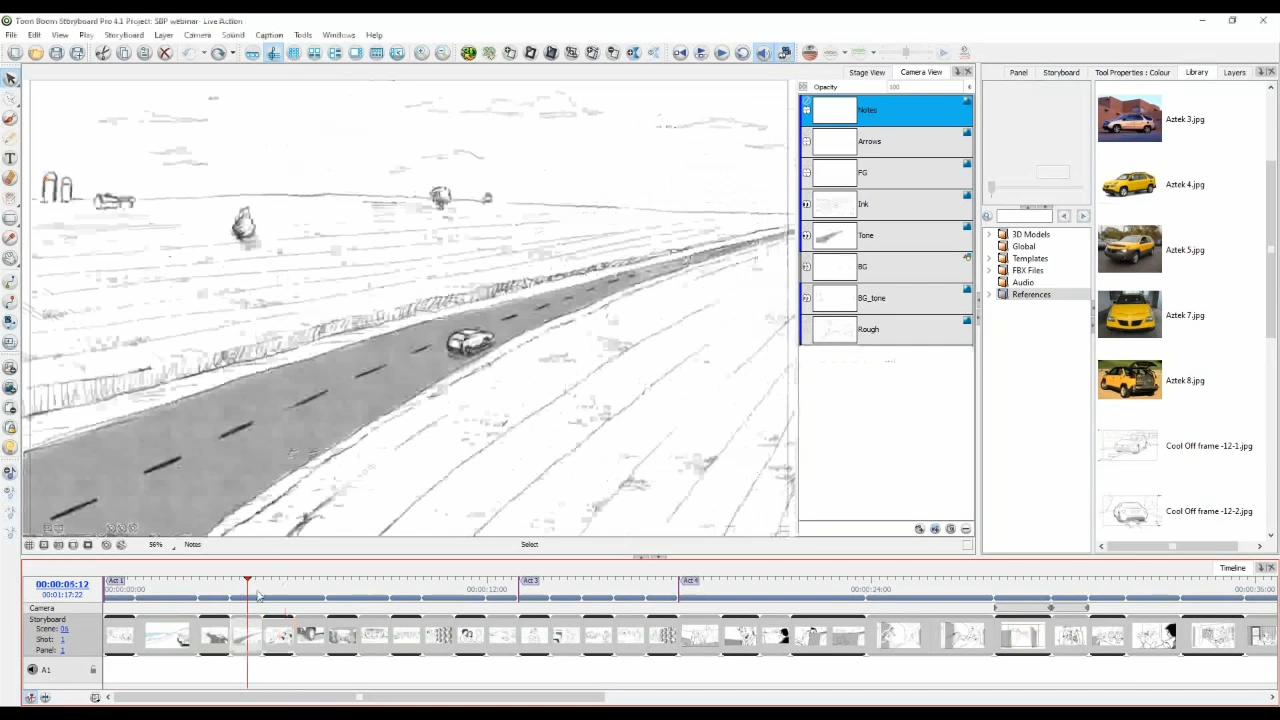 Toon Boom Storyboard Pro 4.1 Project: SBP webinar- Live Action
File Edit View Play Storyboard Layer Camera Sound Caption Tools Windows Help
Stage View Camera View
Opacity 100
Notes
Arrows
FG
Ink
Tone
BG
BG_tone
Rough
Panel Storyboard Tool Properties : Colour Library Layers
3D Models
Global
Templates
FBX Files
Audio
References
Aztek 3.jpg
Aztek 4.jpg
Aztek 5.jpg
Aztek 7.jpg
Aztek 8.jpg
Cool Off frame -12-1.jpg
Cool Off frame -12-2.jpg
56% Notes Select
Timeline
00:00:05:12
00:01:17:22
Act 1 Act 3 Act 4
00:00:00:00 00:00:12:00 00:00:24:00 00:00:36:00
Camera
Storyboard
Scene: 06
Shot: 1
Panel: 1
A1